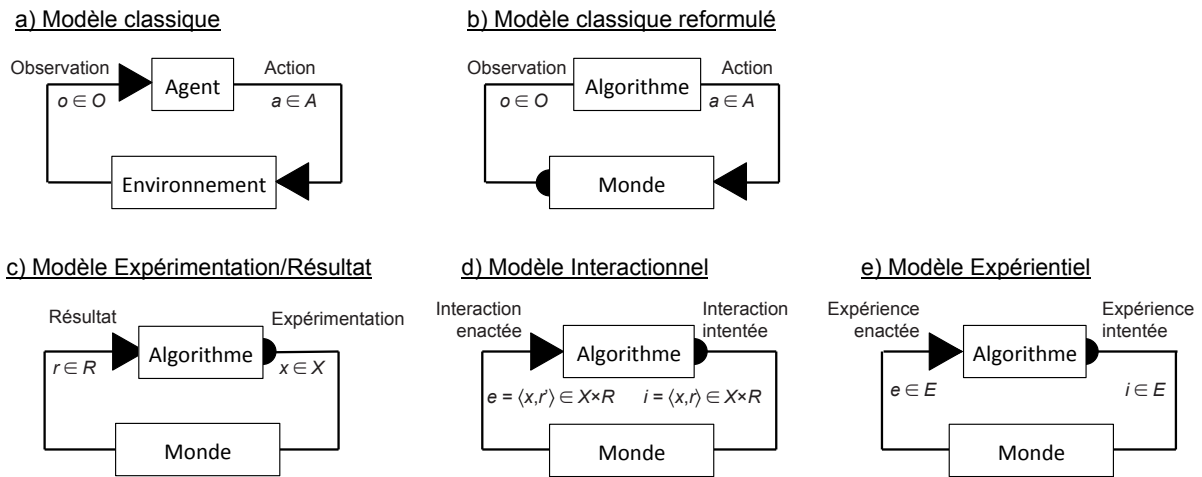 a) Modèle classique
Observation
o ∈ O
Agent
Action
a ∈ A
Environnement
b) Modèle classique reformulé
Observation
o ∈ O
Algorithme
Action
a ∈ A
Monde
c) Modèle Expérimentation/Résultat
Résultat
r ∈ R
Algorithme
Expérimentation
x ∈ X
Monde
d) Modèle Interactionnel
Interaction
enactée
Algorithme
Interaction
intentée
e = ⟨x,r'⟩ ∈ X×R
i = ⟨x,r⟩ ∈ X×R
Monde
e) Modèle Expérientiel
Expérience
enactée
Algorithme
Expérience
intentée
e ∈ E
i ∈ E
Monde